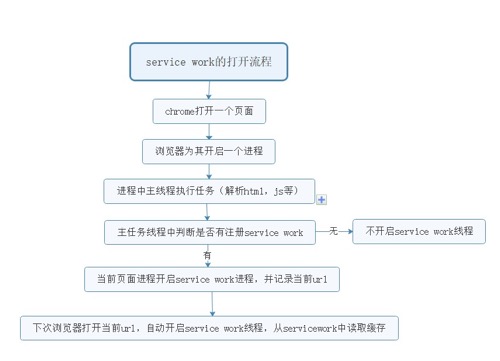 service work的打开流程
chrome打开一个页面
浏览器为其开启一个进程
进程中主线程执行任务（解析html，js等）
主任务线程中判断是否有注册service work
无
不开启service work线程
有
当前页面进程开启service work进程，并记录当前url
下次浏览器打开当前url，自动开启service work线程，从servicework中读取缓存